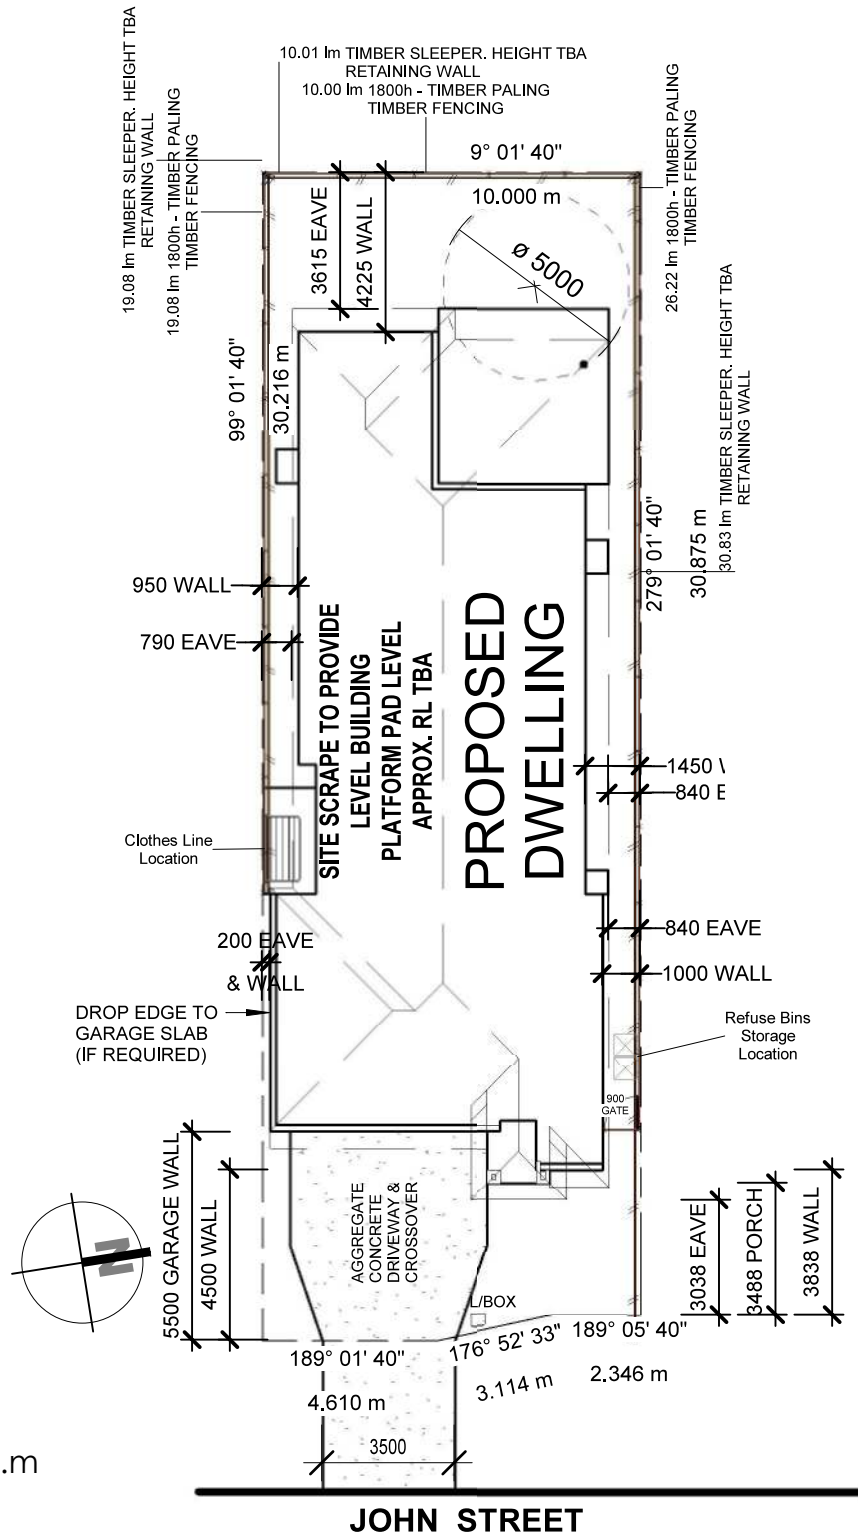 10.01 lm TIMBER SLEEPER. HEIGHT TBA
RETAINING WALL
10.00 lm 1800h - TIMBER PALING
TIMBER FENCING
19.08 lm TIMBER SLEEPER. HEIGHT TBA
RETAINING WALL
19.08 lm 1800h - TIMBER PALING
TIMBER FENCING
26.22 lm 1800h - TIMBER PALING
TIMBER FENCING
9° 01' 40"
10.000 m
3615 EAVE
4225 WALL
ø 5000
99° 01' 40"
30.216 m
30.83 lm TIMBER SLEEPER. HEIGHT TBA
RETAINING WALL
279° 01' 40"
30.875 m
950 WALL
790 EAVE
SITE SCRAPE TO PROVIDE
LEVEL BUILDING
PLATFORM PAD LEVEL
APPROX. RL TBA
PROPOSED
DWELLING
1450
840 E
Clothes Line
Location
840 EAVE
200 EAVE
& WALL
1000 WALL
DROP EDGE TO
GARAGE SLAB
(IF REQUIRED)
Refuse Bins
Storage
Location
900
GATE
5500 GARAGE WALL
4500 WALL
AGGREGATE
CONCRETE
DRIVEWAY &
CROSSOVER
3038 EAVE
3488 PORCH
3838 WALL
N
L/BOX
189° 01' 40"
176° 52' 33"
189° 05' 40"
4.610 m
3.114 m
2.346 m
3500
.m
JOHN STREET